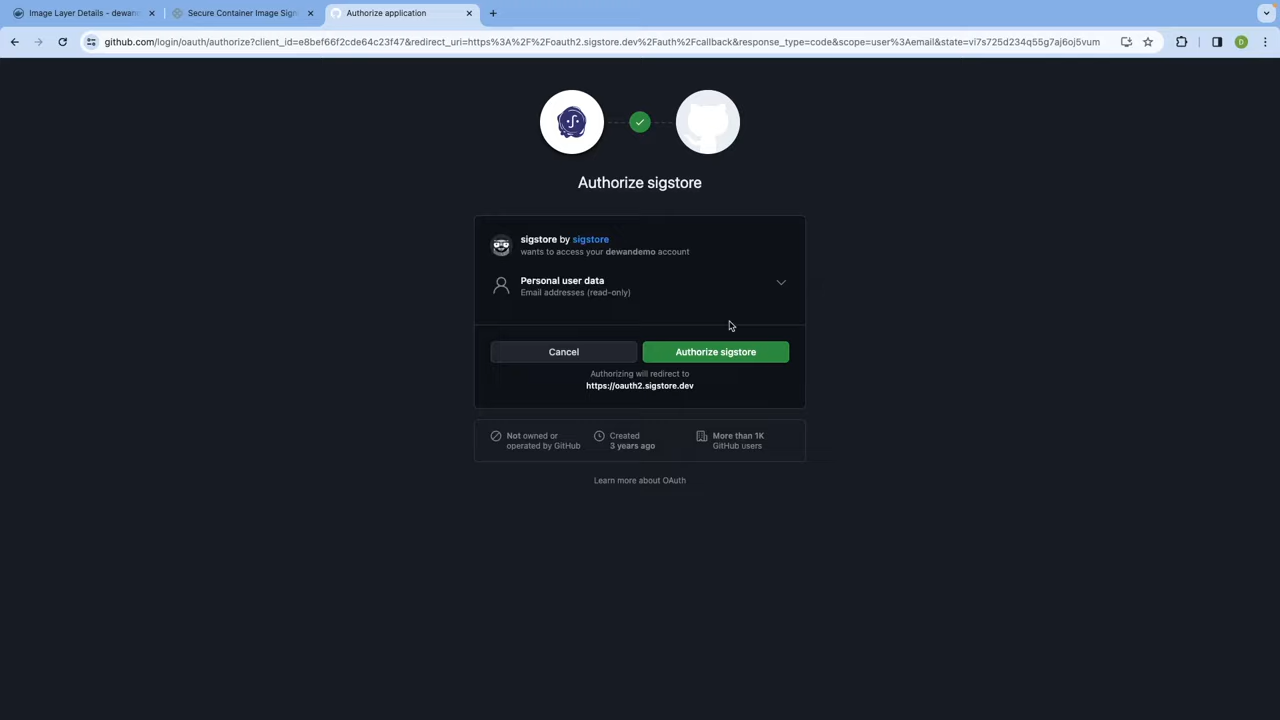 Image Layer Details - dewan
Secure Container Image Sign
Authorize application
github.com/login/oauth/authorize?client_id=e8bef66f2cde64c23f47&redirect_uri=https%3A%2F%2Foauth2.sigstore.dev%2Fauth%2Fcallback&response_type=code&scope=user%3Aemail&state=vi7s725d234q55g7aj6oj5vum
D
Authorize sigstore
sigstore by sigstore
wants to access your dewandemo account
Personal user data
Email addresses (read-only)
Cancel
Authorize sigstore
Authorizing will redirect to
https://oauth2.sigstore.dev
Not owned or
operated by GitHub
Created
3 years ago
More than 1K
GitHub users
Learn more about OAuth